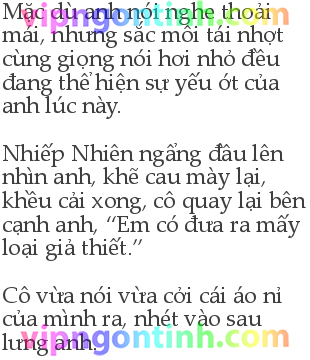 Mặc dù anh nói nghe thoải
mái, nhưng sắc môi tái nhợt
cùng giọng nói hơi nhỏ đều
đang thể hiện sự yếu ớt của
anh lúc này.
Nhiếp Nhiên ngẩng đầu lên
nhìn anh, khẽ cau mày lại,
khều cải xong, cô quay lại bên
cạnh anh, “Em có đưa ra mấy
loại giả thiết.”
Cô vừa nói vừa cởi cái áo nỉ
của mình ra, nhét vào sau
lưng anh.
vipngontinh.com
vipngontinh.com